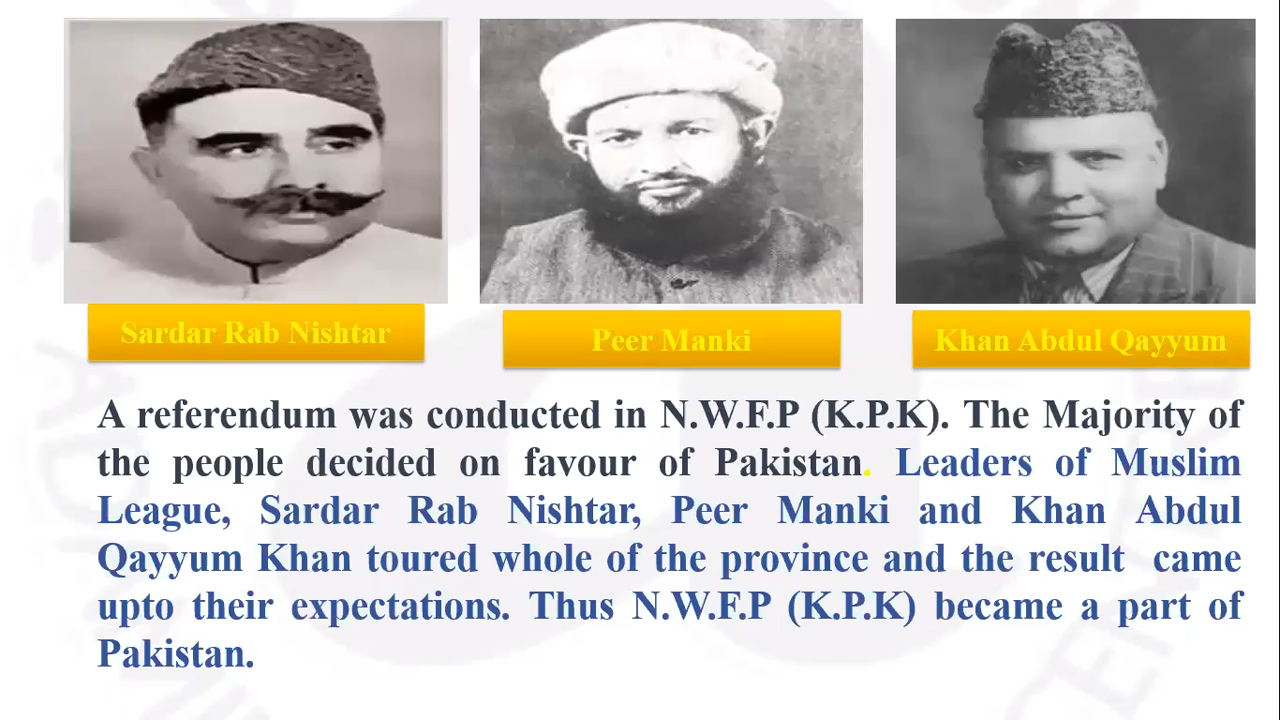 Sardar Rab Nishtar
Peer Manki
Khan Abdul Qayyum
A referendum was conducted in N.W.F.P (K.P.K). The Majority of
the people decided on favour of Pakistan. Leaders of Muslim
League, Sardar Rab Nishtar, Peer Manki and Khan Abdul
Qayyum Khan toured whole of the province and the result came
upto their expectations. Thus N.W.F.P (K.P.K) became a part of
Pakistan.